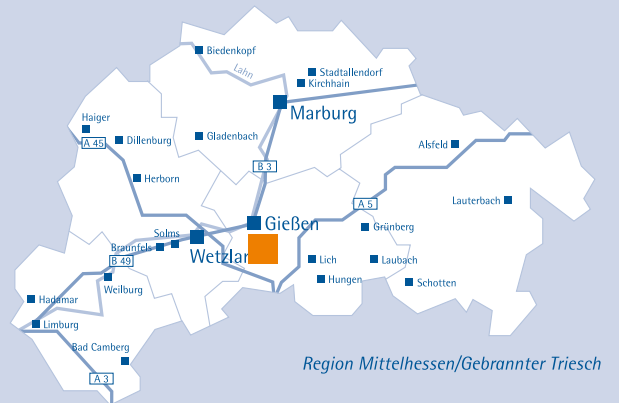 Biedenkopf
Lahn
Stadtallendorf
Kirchhain
Marburg
Haiger
A 45
Dillenburg
Gladenbach
Alsfeld
B 3
Herborn
A 5
Lauterbach
Gießen
Grünberg
Solms
Braunfels
Wetzlar
B 49
Lich
Laubach
Weilburg
Hungen
Schotten
Hadamar
Limburg
Bad Camberg
Region Mittelhessen/Gebrannter Triesch
A 3